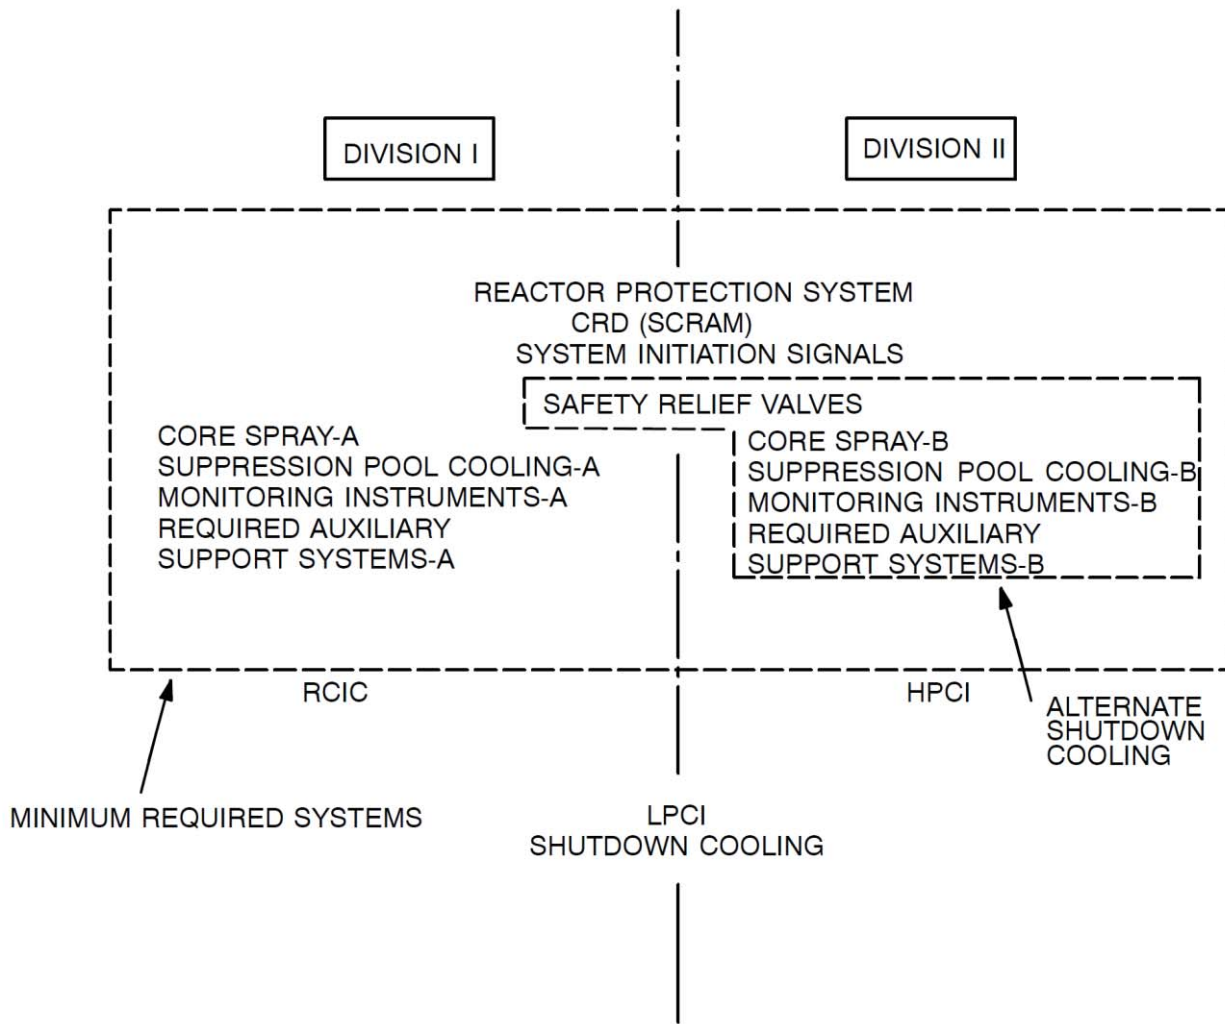 DIVISION I
DIVISION II
REACTOR PROTECTION SYSTEM
CRD (SCRAM)
SYSTEM INITIATION SIGNALS
SAFETY RELIEF VALVES
CORE SPRAY-A
SUPPRESSION POOL COOLING-A
MONITORING INSTRUMENTS-A
REQUIRED AUXILIARY
SUPPORT SYSTEMS-A
CORE SPRAY-B
SUPPRESSION POOL COOLING-B
MONITORING INSTRUMENTS-B
REQUIRED AUXILIARY
SUPPORT SYSTEMS-B
RCIC
HPCI
ALTERNATE
SHUTDOWN
COOLING
MINIMUM REQUIRED SYSTEMS
LPCI
SHUTDOWN COOLING